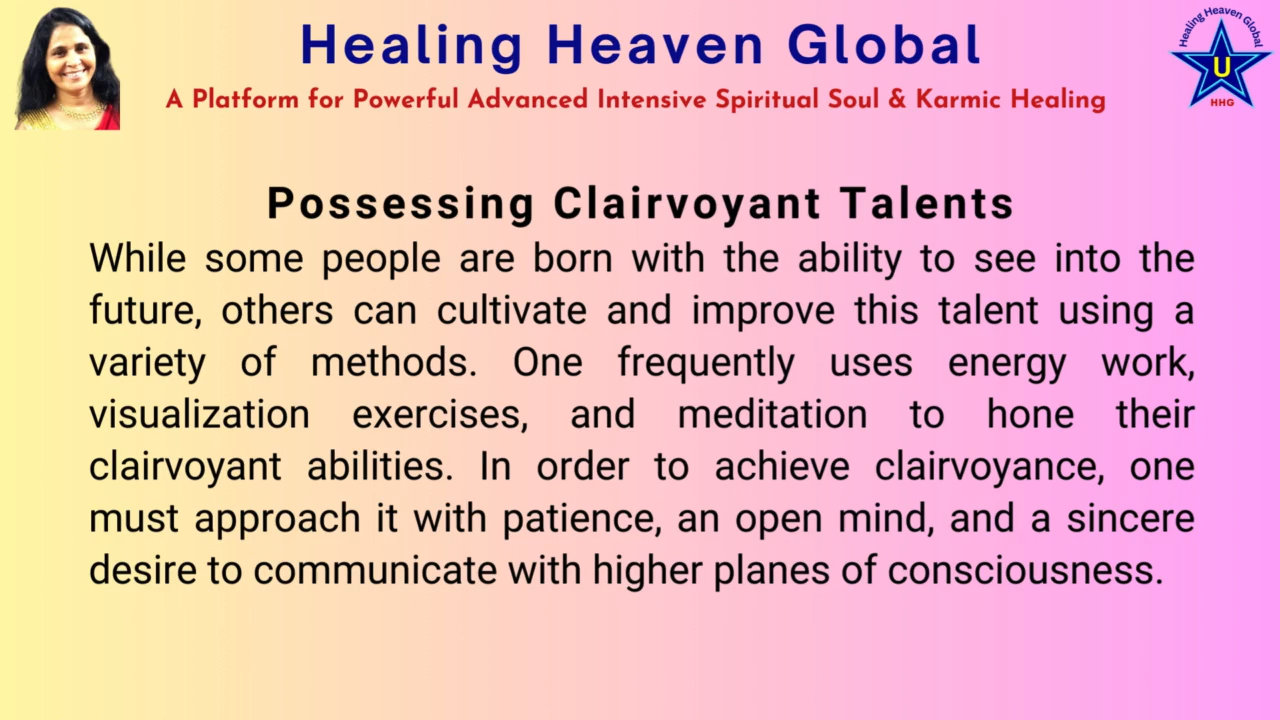 Healing Heaven Global
A Platform for Powerful Advanced Intensive Spiritual Soul & Karmic Healing
Healing Heaven Global
U
HHG
Possessing Clairvoyant Talents
While some people are born with the ability to see into the
future, others can cultivate and improve this talent using a
variety of methods. One frequently uses energy work,
visualization exercises, and meditation to hone their
clairvoyant abilities. In order to achieve clairvoyance, one
must approach it with patience, an open mind, and a sincere
desire to communicate with higher planes of consciousness.